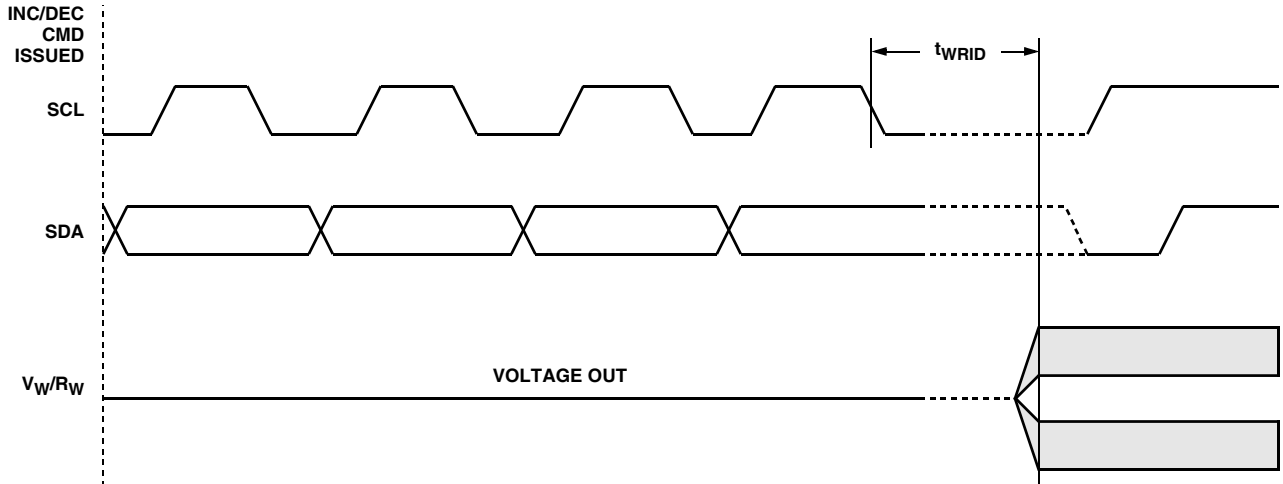 INC/DEC
CMD
ISSUED
tWRID
SCL
SDA
VOLTAGE OUT
VW/RW